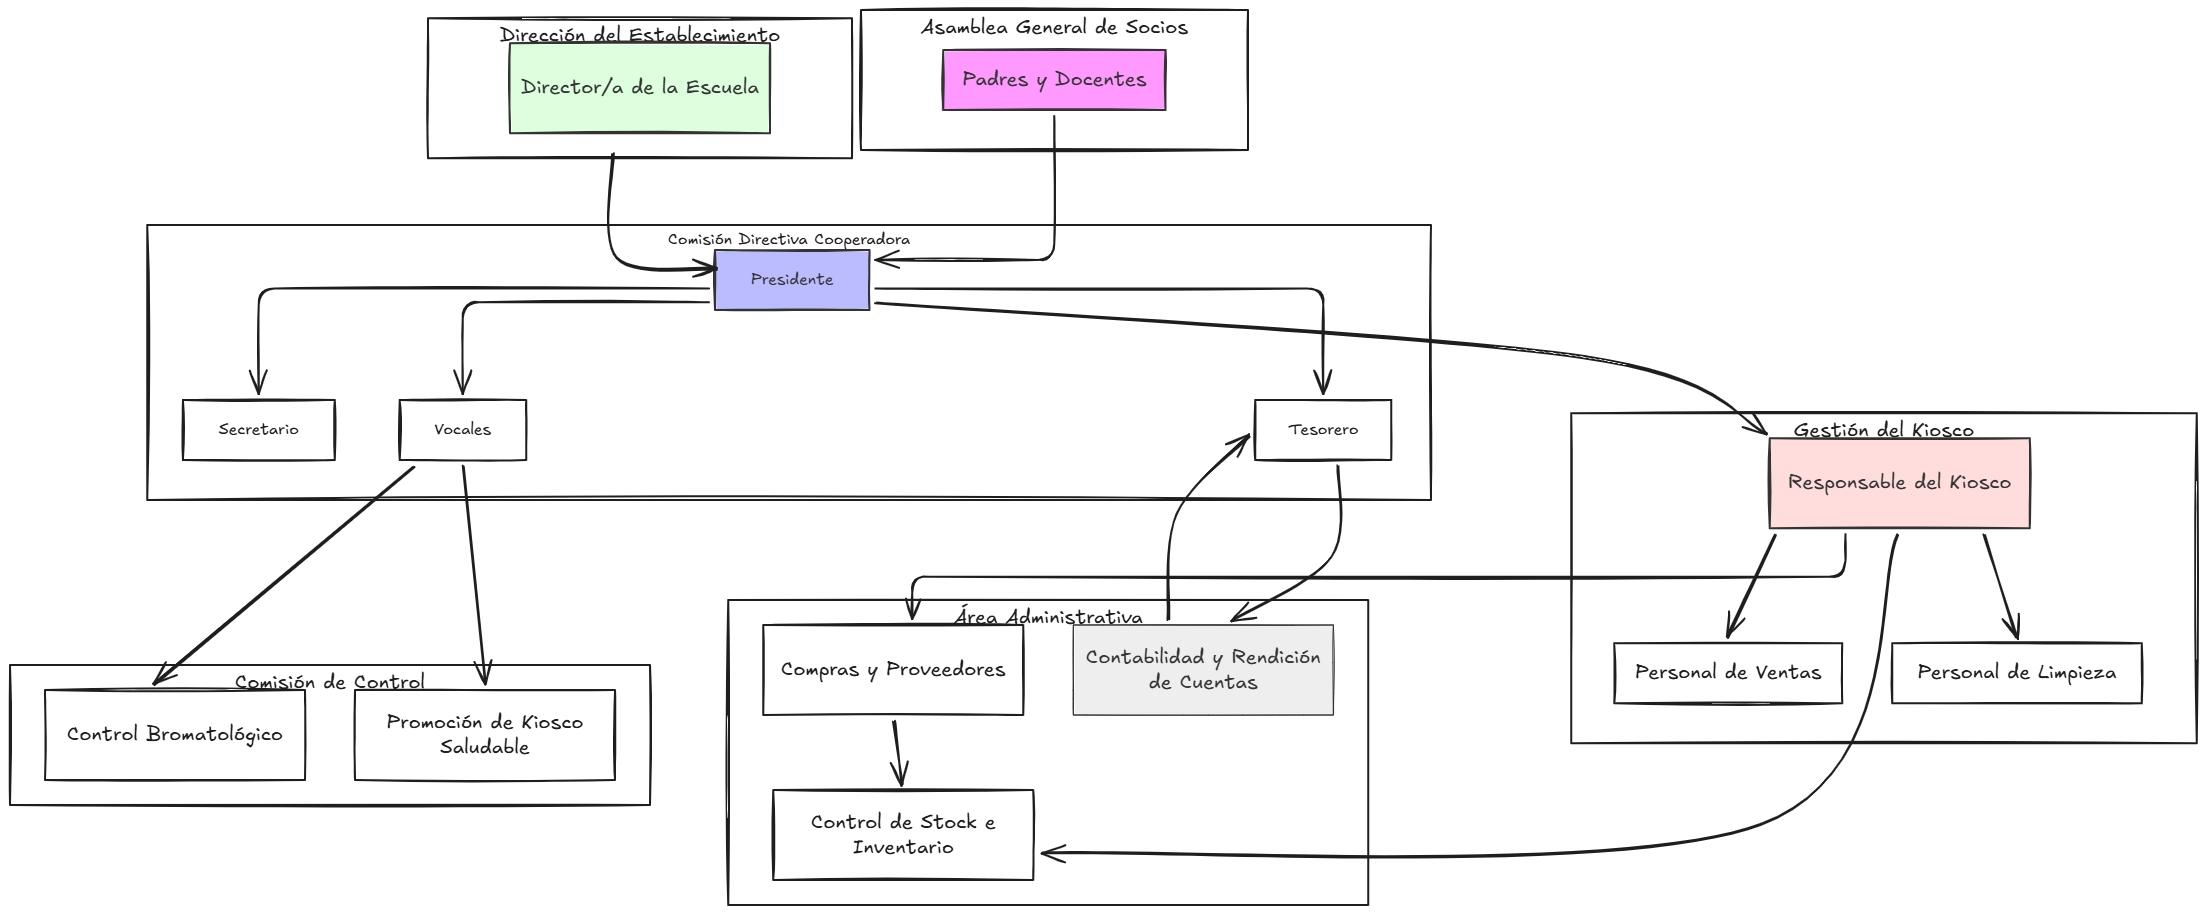 Dirección del Establecimiento
Director/a de la Escuela
Asamblea General de Socios
Padres y Docentes
Comisión Directiva Cooperadora
Presidente
Secretario
Vocales
Tesorero
Gestión del Kiosco
Responsable del Kiosco
Personal de Ventas
Personal de Limpieza
Área Administrativa
Compras y Proveedores
Contabilidad y Rendición
de Cuentas
Control de Stock e
Inventario
Comisión de Control
Control Bromatológico
Promoción de Kiosco
Saludable